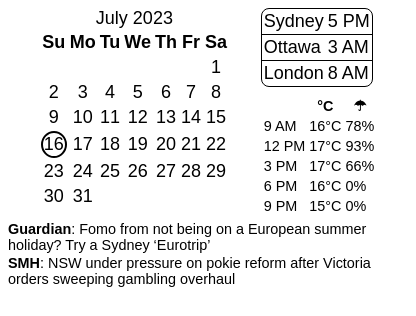 July 2023
Su Mo Tu We Th Fr Sa
1
2 3 4 5 6 7 8
9 10 11 12 13 14 15
16 17 18 19 20 21 22
23 24 25 26 27 28 29
30 31
Sydney 5 PM
Ottawa 3 AM
London 8 AM
°C ☂
9 AM 16°C 78%
12 PM 17°C 93%
3 PM 17°C 66%
6 PM 16°C 0%
9 PM 15°C 0%
Guardian: Fomo from not being on a European summer
holiday? Try a Sydney ‘Eurotrip’
SMH: NSW under pressure on pokie reform after Victoria
orders sweeping gambling overhaul